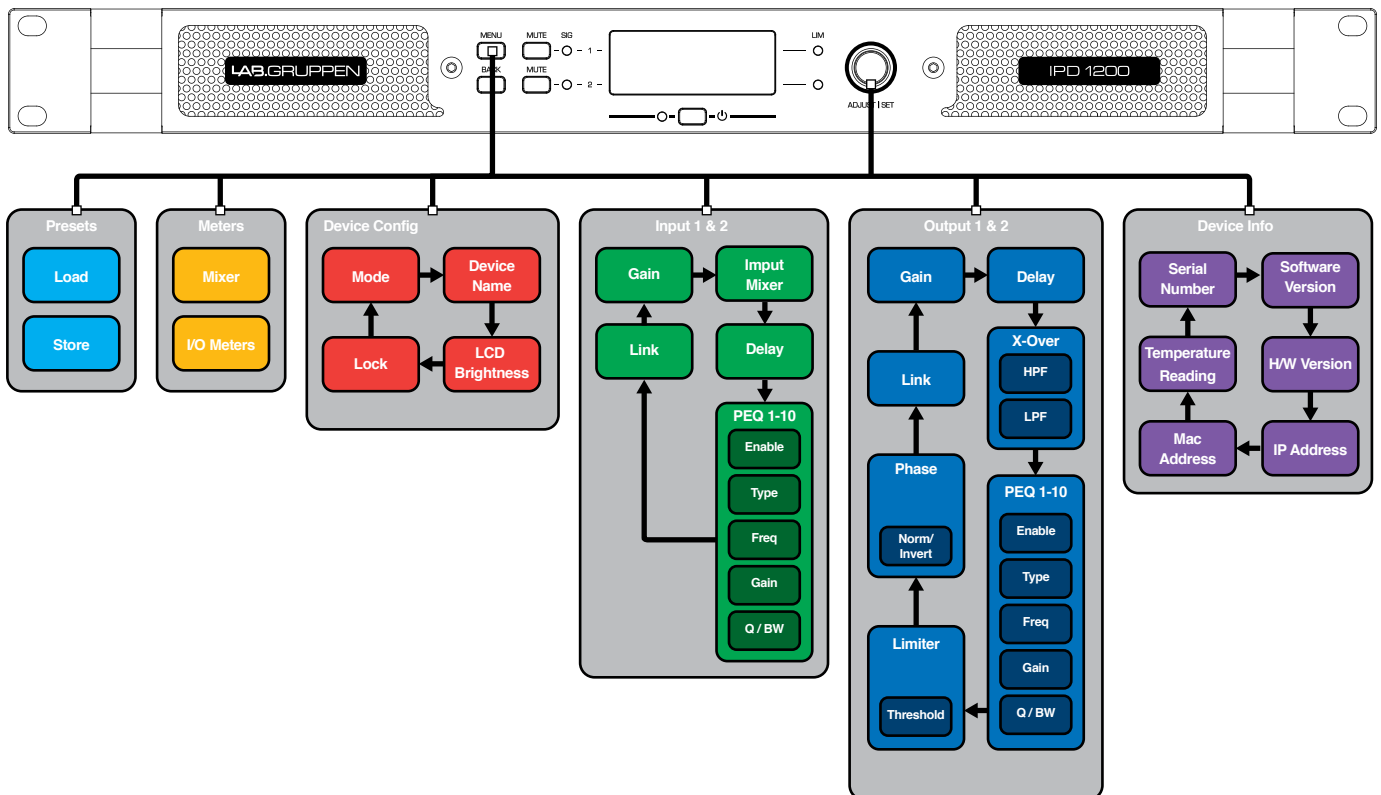 MENU
MUTE
SIG
1
LIM
LAB.GRUPPEN
IPD 1200
BACK
MUTE
2
ADJUST | SET
Presets
Load
Store
Meters
Mixer
I/O Meters
Device Config
Mode
Device
Name
Lock
LCD
Brightness
Input 1 & 2
Gain
Imput
Mixer
Link
Delay
PEQ 1-10
Enable
Type
Freq
Gain
Q / BW
Output 1 & 2
Gain
Delay
X-Over
HPF
LPF
Link
Phase
Norm/
Invert
PEQ 1-10
Enable
Type
Freq
Gain
Q / BW
Limiter
Threshold
Device Info
Serial
Number
Software
Version
Temperature
Reading
H/W Version
Mac
Address
IP Address